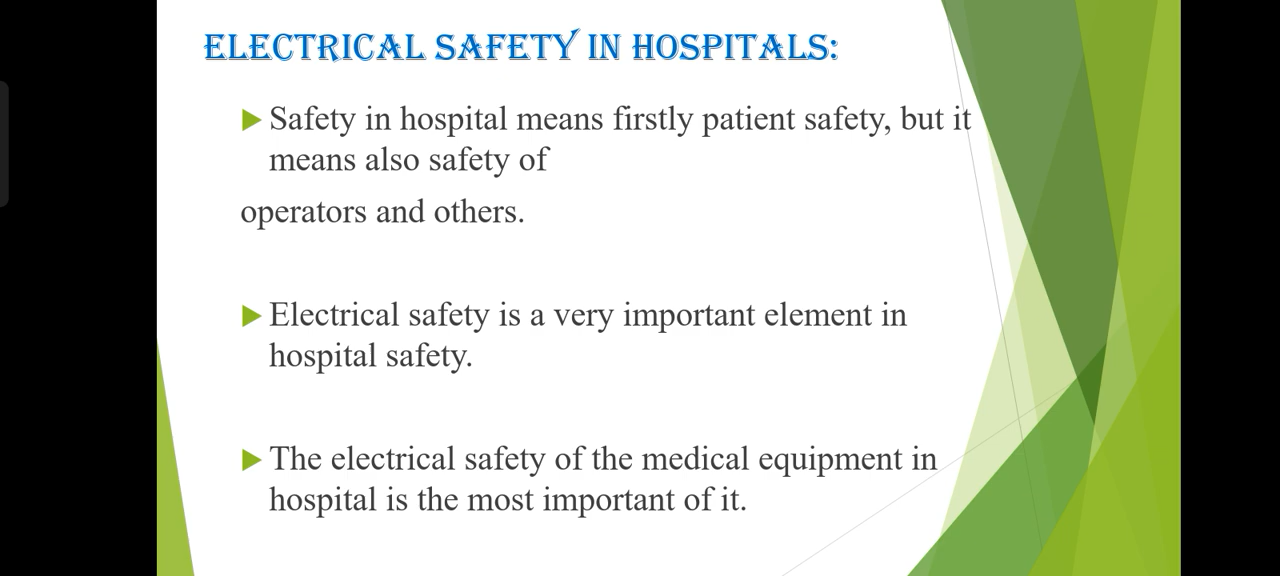 ELECTRICAL SAFETY IN HOSPITALS:
Safety in hospital means firstly patient safety, but it
means also safety of
operators and others.
Electrical safety is a very important element in
hospital safety.
The electrical safety of the medical equipment in
hospital is the most important of it.